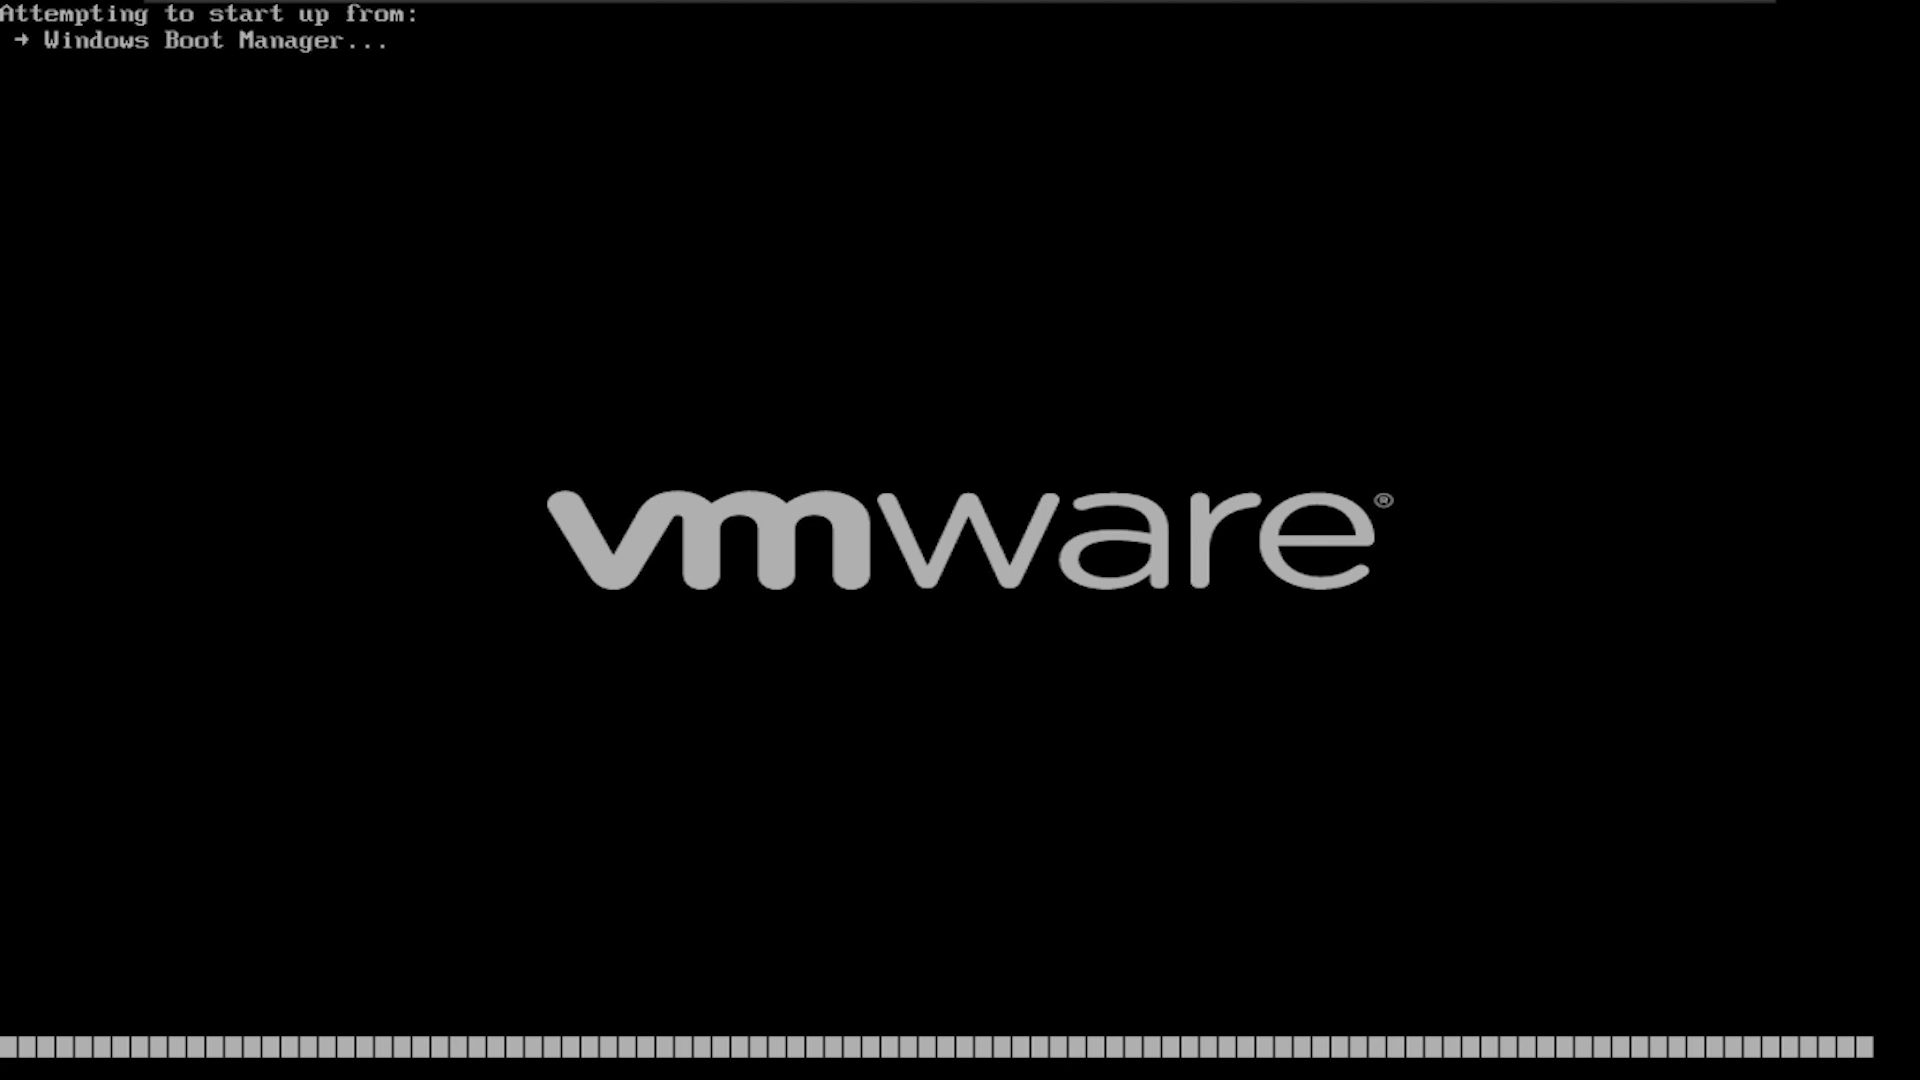 Attempting to start up from:
→ Windows Boot Manager...
vmware®